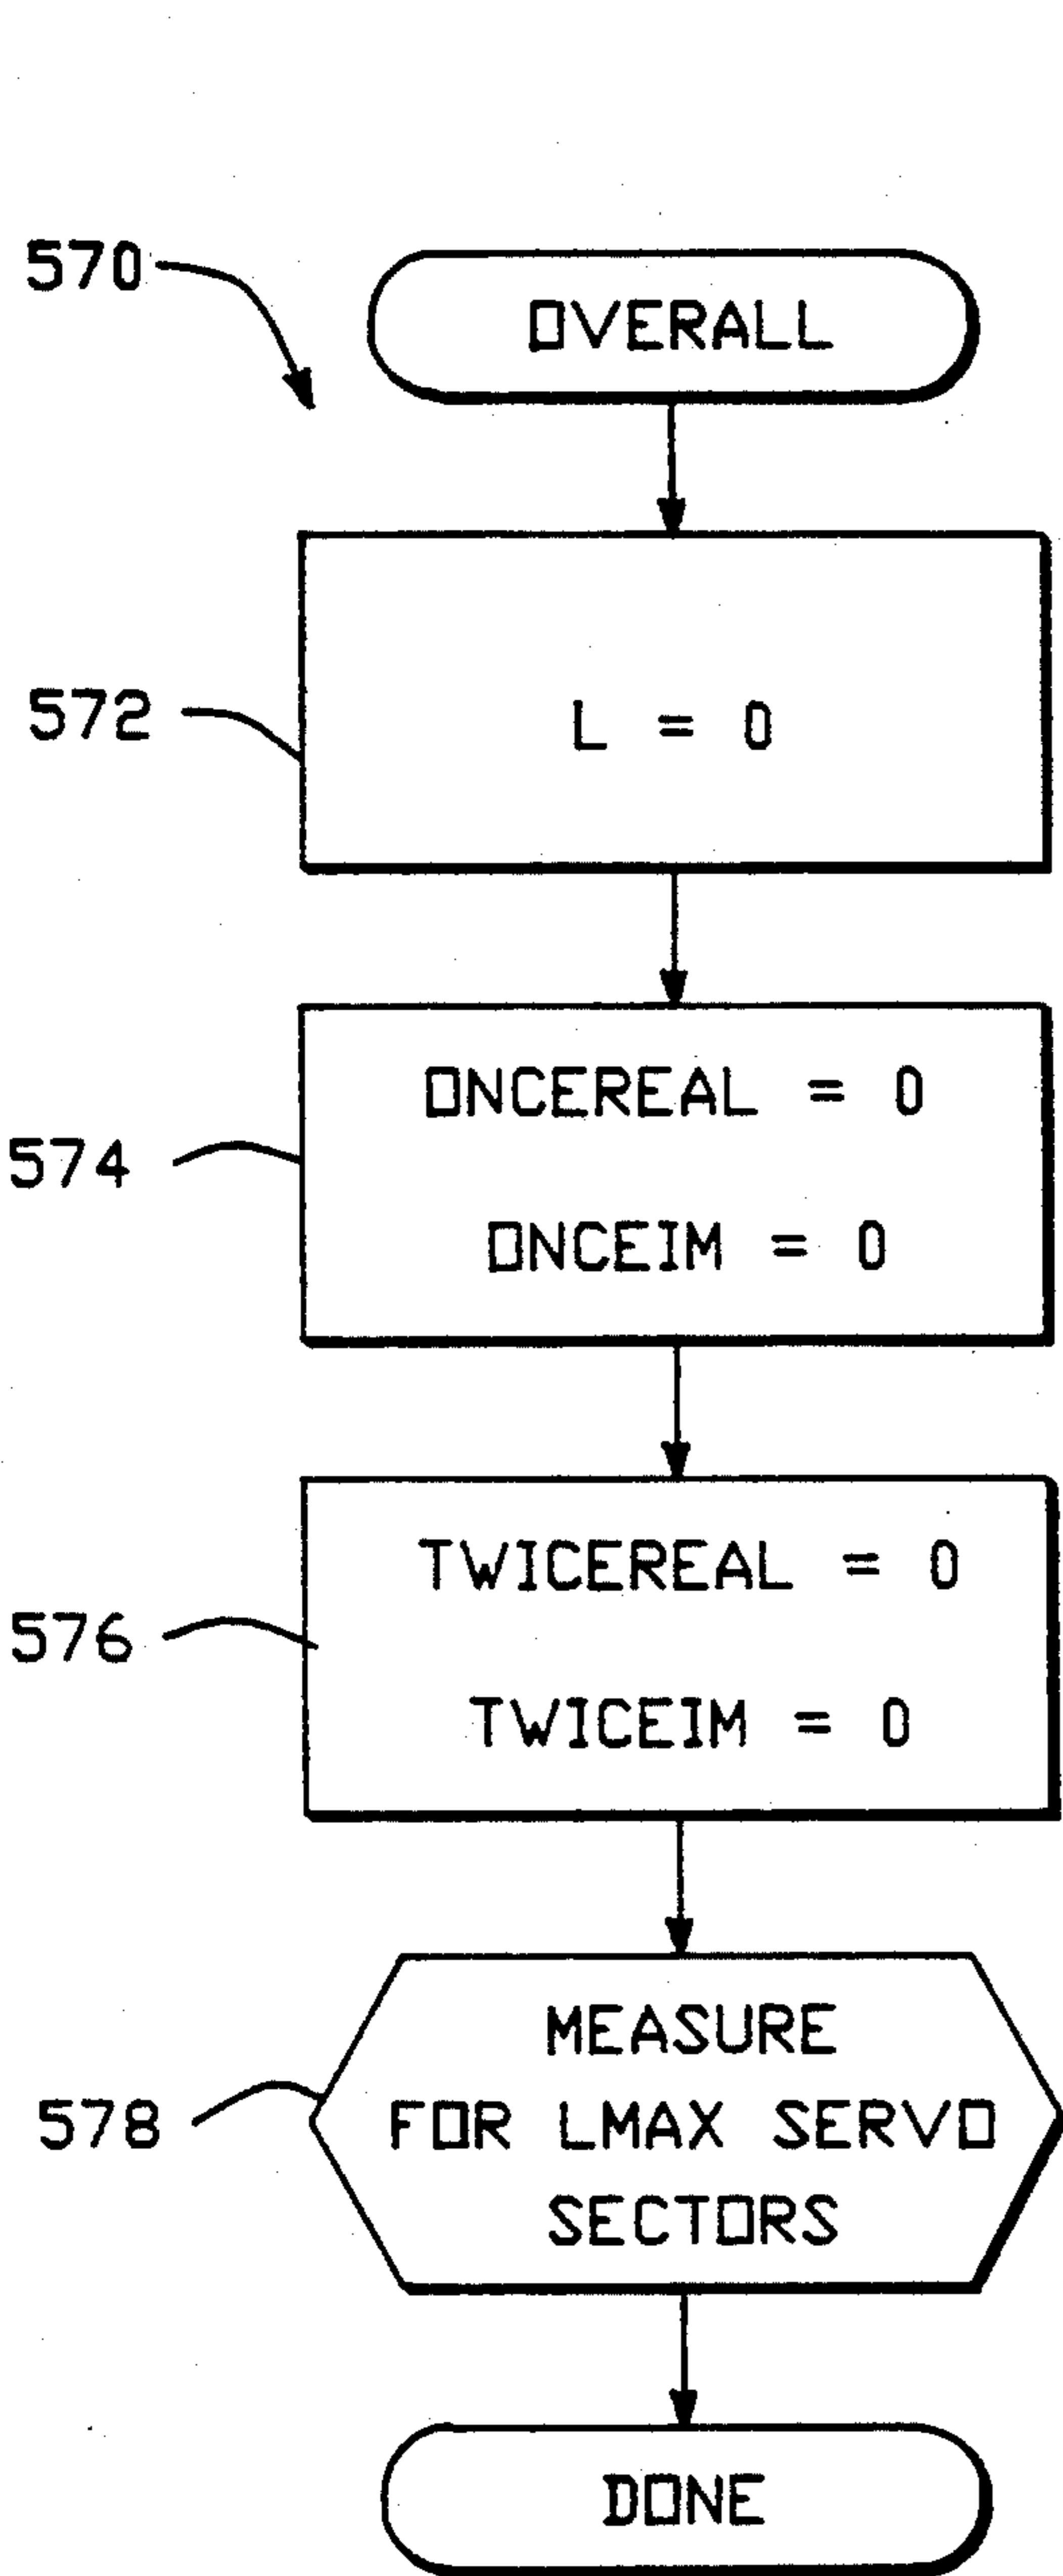 570
OVERALL
572
L = 0
574
ONCEREAL = 0
ONCEIM = 0
576
TWICEREAL = 0
TWICEIM = 0
578
MEASURE
FOR LMAX SERVO
SECTORS
DONE